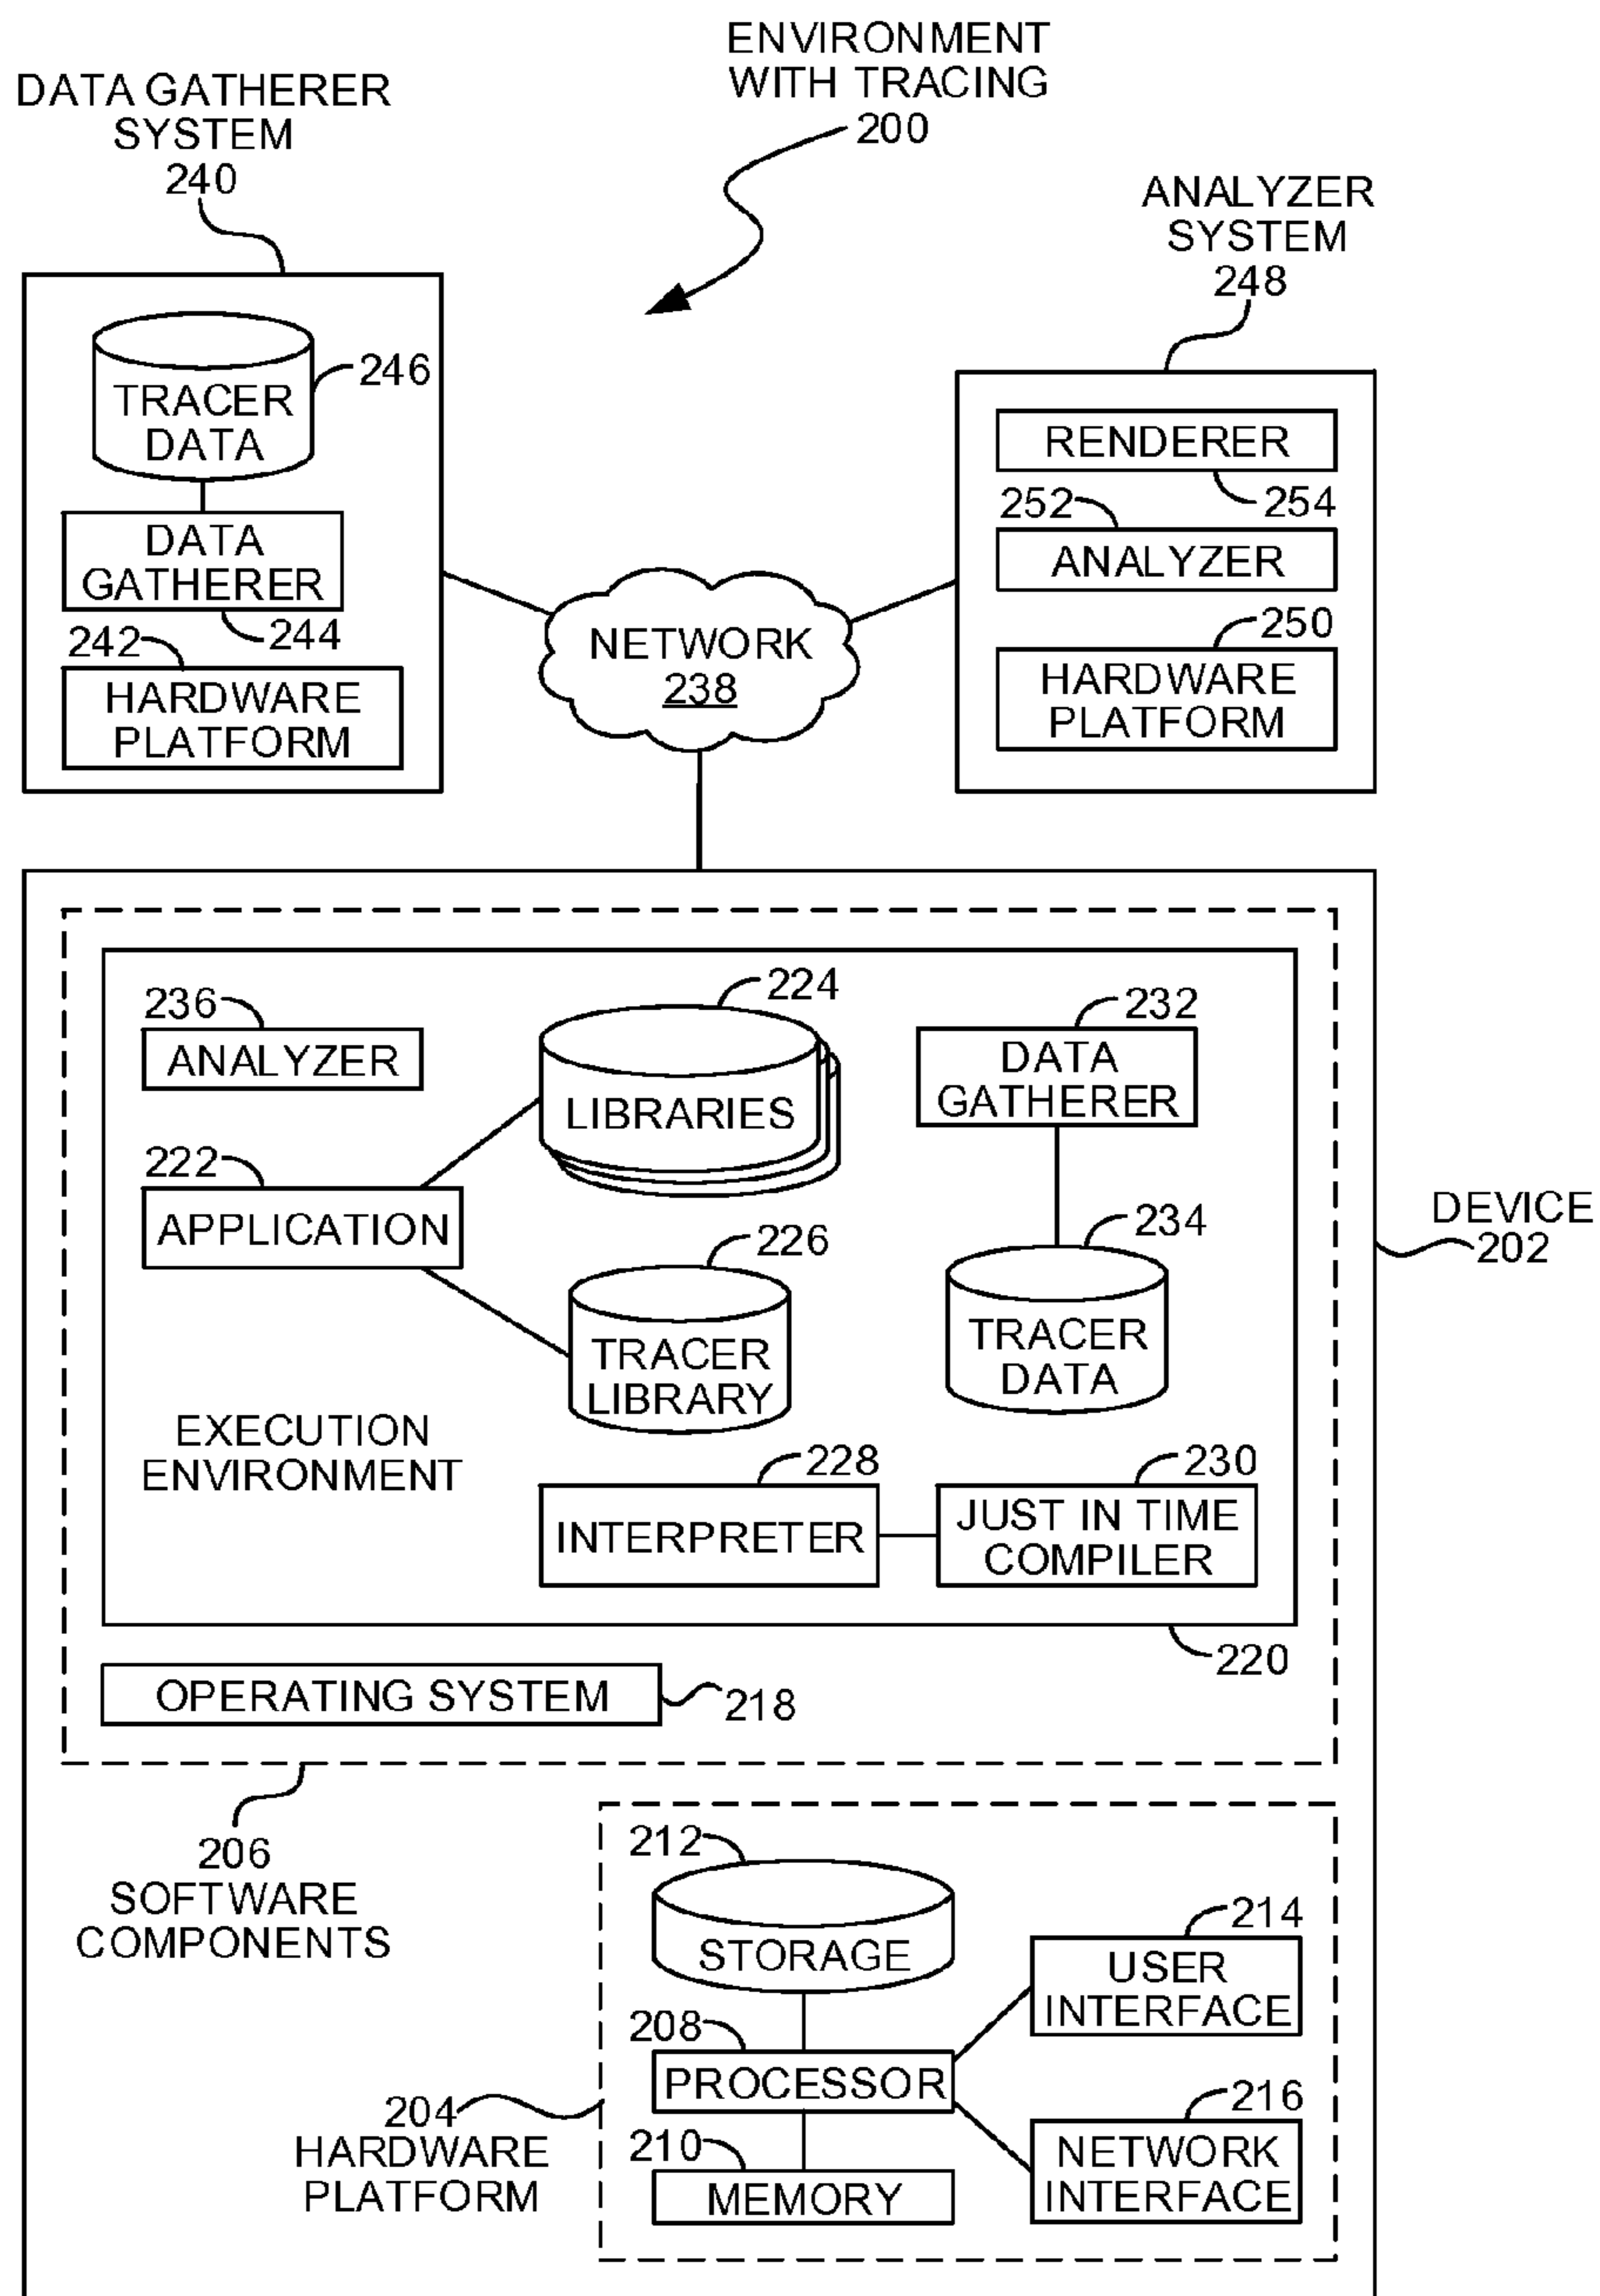 ENVIRONMENT
WITH TRACING
200
DATA GATHERER
SYSTEM
240
ANALYZER
SYSTEM
248
TRACER
DATA
246
DATA
GATHERER
244
242
HARDWARE
PLATFORM
RENDERER
254
252
ANALYZER
250
HARDWARE
PLATFORM
NETWORK
238
236
ANALYZER
224
LIBRARIES
232
DATA
GATHERER
222
APPLICATION
226
TRACER
LIBRARY
234
TRACER
DATA
DEVICE
202
EXECUTION
ENVIRONMENT
228
INTERPRETER
230
JUST IN TIME
COMPILER
220
OPERATING SYSTEM
218
206
SOFTWARE
COMPONENTS
212
STORAGE
214
USER
INTERFACE
208
PROCESSOR
204
HARDWARE
PLATFORM
210
MEMORY
216
NETWORK
INTERFACE